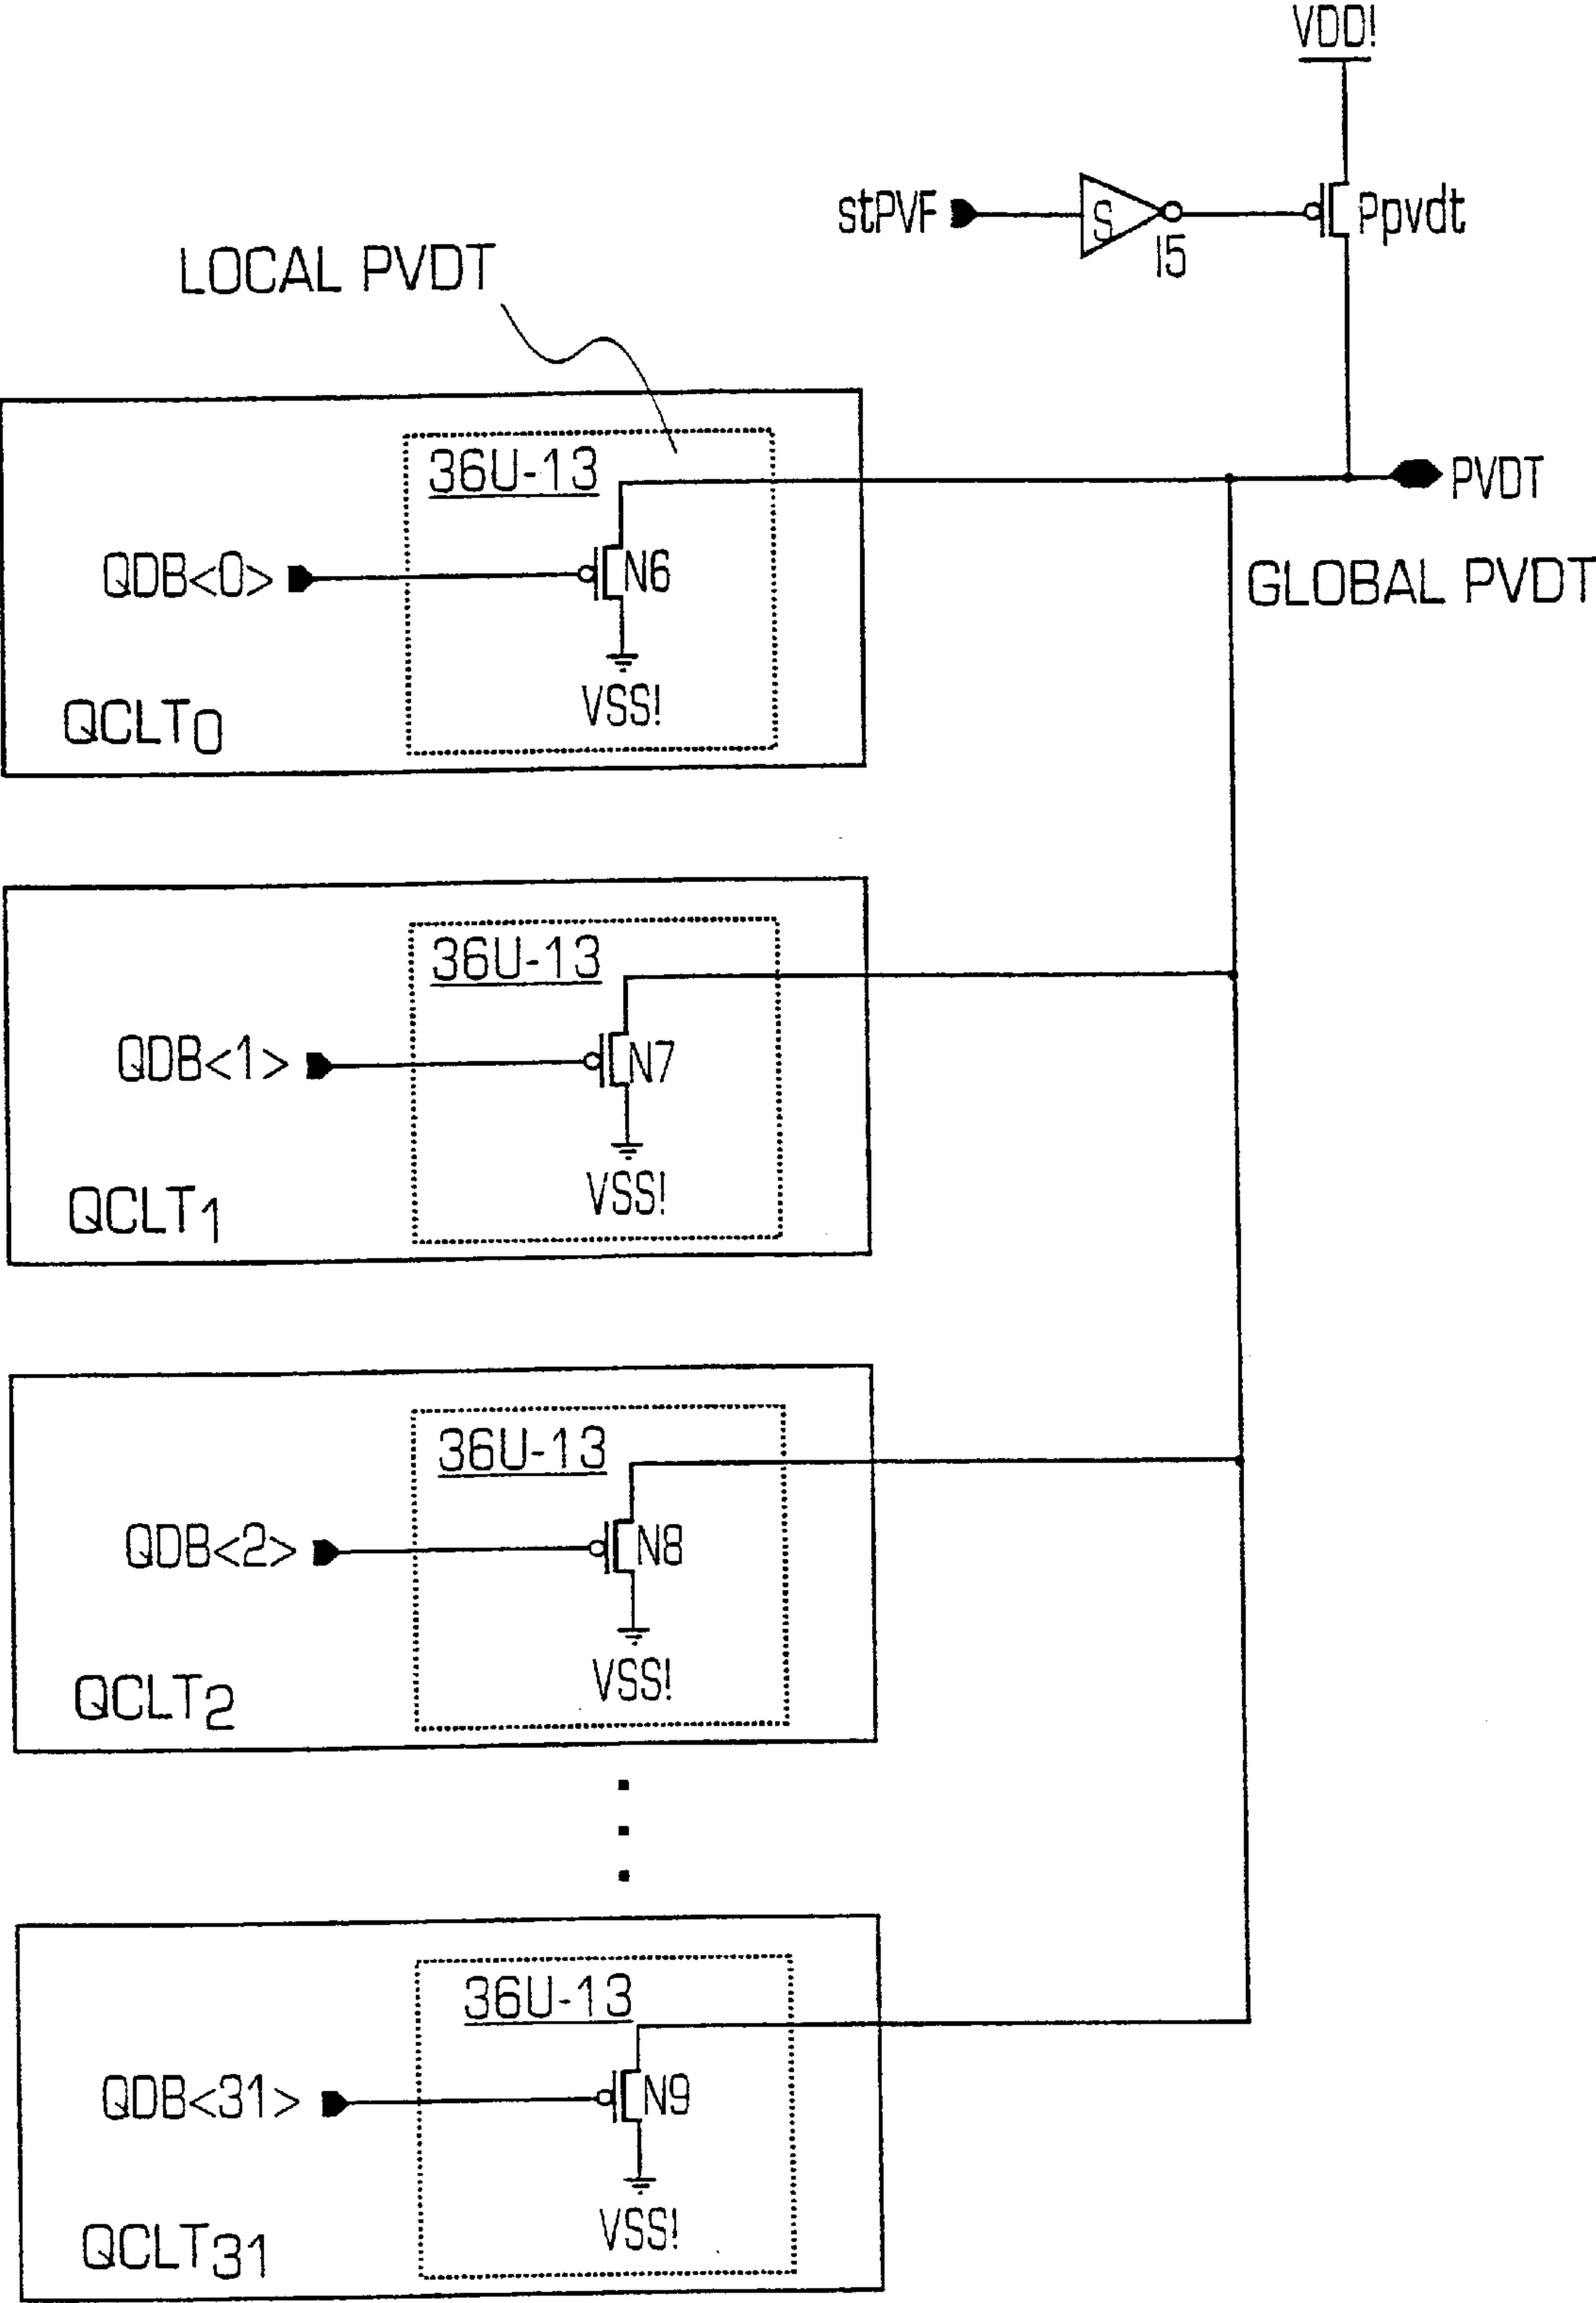 VDD!
stPVF
S
I5
Ppvdt
LOCAL PVDT
36U-13
PVDT
QDB<0>
N6
GLOBAL PVDT
VSS!
QCLT0
36U-13
QDB<1>
N7
VSS!
QCLT1
36U-13
QDB<2>
N8
VSS!
QCLT2
36U-13
QDB<31>
N9
VSS!
QCLT31